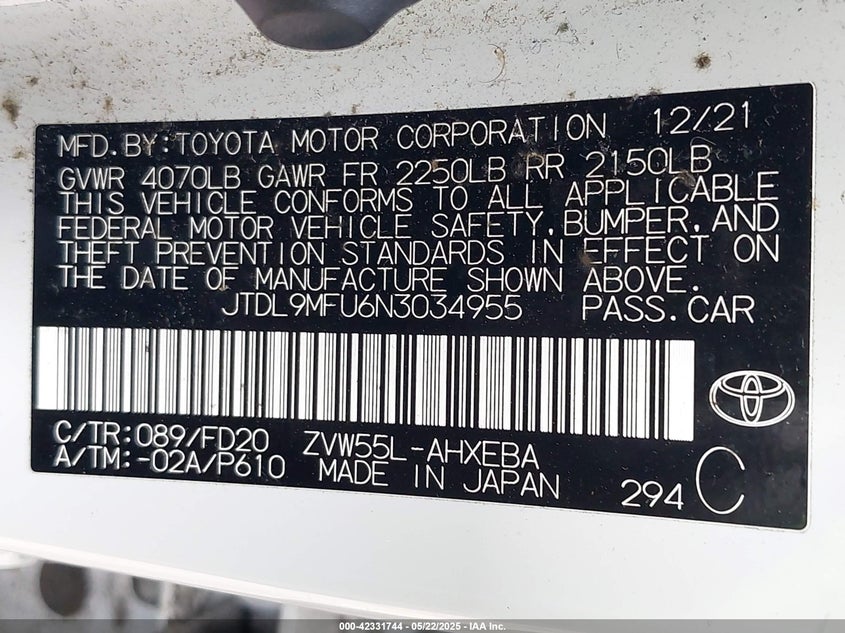 MFD. BY: TOYOTA MOTOR CORPORATION 12/21
GVWR 4070LB GAWR FR 2250LB RR 2150LB
THIS VEHICLE CONFORMS TO ALL APPLICABLE
FEDERAL MOTOR VEHICLE SAFETY, BUMPER, AND
THEFT PREVENTION STANDARDS IN EFFECT ON
THE DATE OF MANUFACTURE SHOWN ABOVE.
JTDL9MFU6N3034955 PASS. CAR
C/TR: 089/FD20 ZVW55L-AHXEBA
A/TM: -02A/P610 MADE IN JAPAN 294 C
000-42331744 / 05/22/2025 - © IAA Inc.